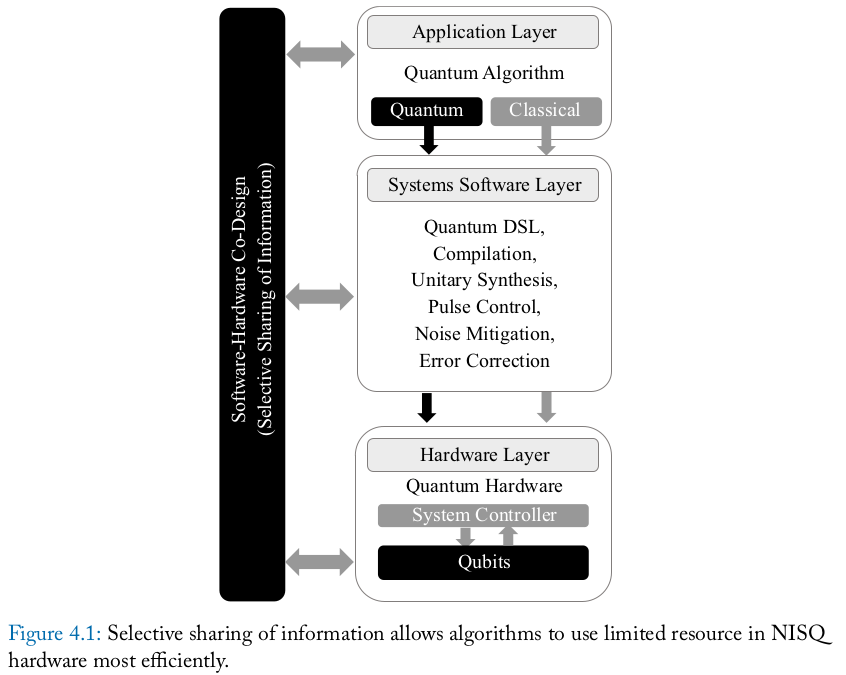 Software-Hardware Co-Design
(Selective Sharing of Information)
Application Layer
Quantum Algorithm
Quantum
Classical
Systems Software Layer
Quantum DSL,
Compilation,
Unitary Synthesis,
Pulse Control,
Noise Mitigation,
Error Correction
Hardware Layer
Quantum Hardware
System Controller
Qubits
Figure 4.1: Selective sharing of information allows algorithms to use limited resource in NISQ
hardware most efficiently.